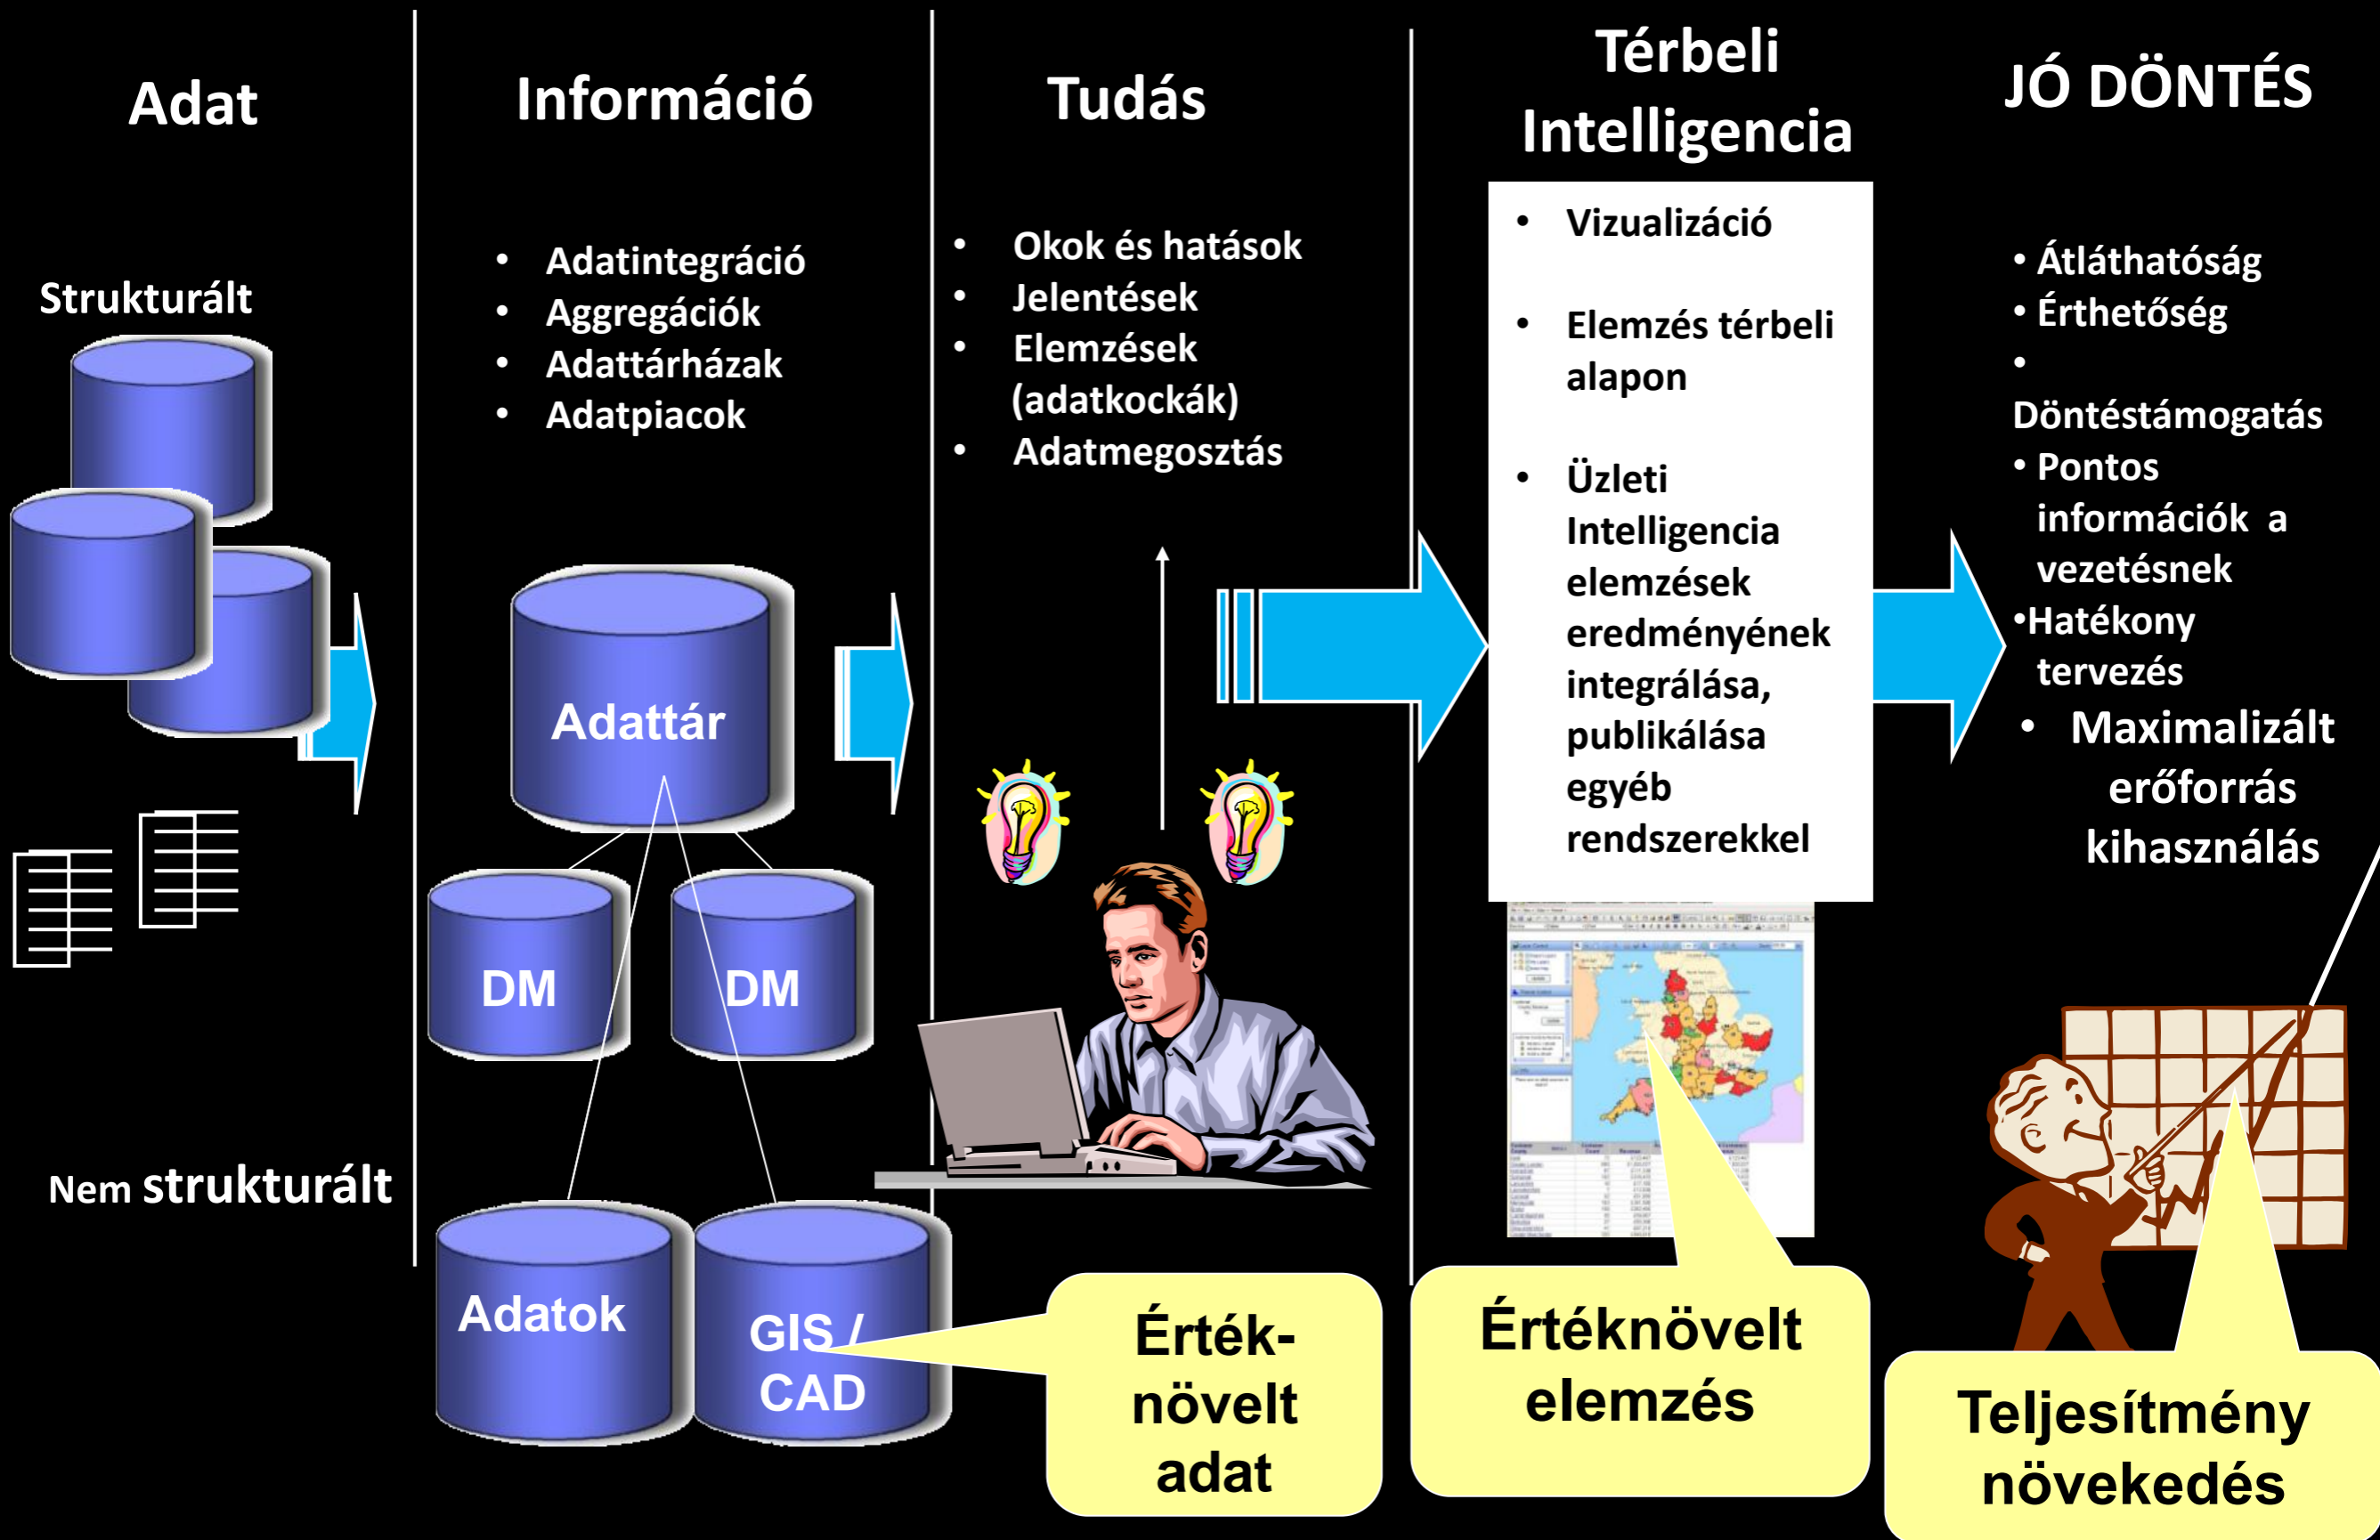 Adat
Strukturált
Nem strukturált
Információ
• Adatintegráció
• Aggregációk
• Adattárházak
• Adatpiacok
Adattár
DM
DM
Adatok
GIS /
CAD
Érték-
növelt
adat
Tudás
• Okok és hatások
• Jelentések
• Elemzések
(adatkockák)
• Adatmegosztás
Térbeli
Intelligencia
• Vizualizáció
• Elemzés térbeli
alapon
• Üzleti
Intelligencia
elemzések
eredményének
integrálása,
publikálása
egyéb
rendszerekkel
Értéknövelt
elemzés
JÓ DÖNTÉS
• Átláthatóság
• Érthetőség
•
Döntéstámogatás
• Pontos
információk a
vezetésnek
•Hatékony
tervezés
• Maximalizált
erőforrás
kihasználás
Teljesítmény
növekedés